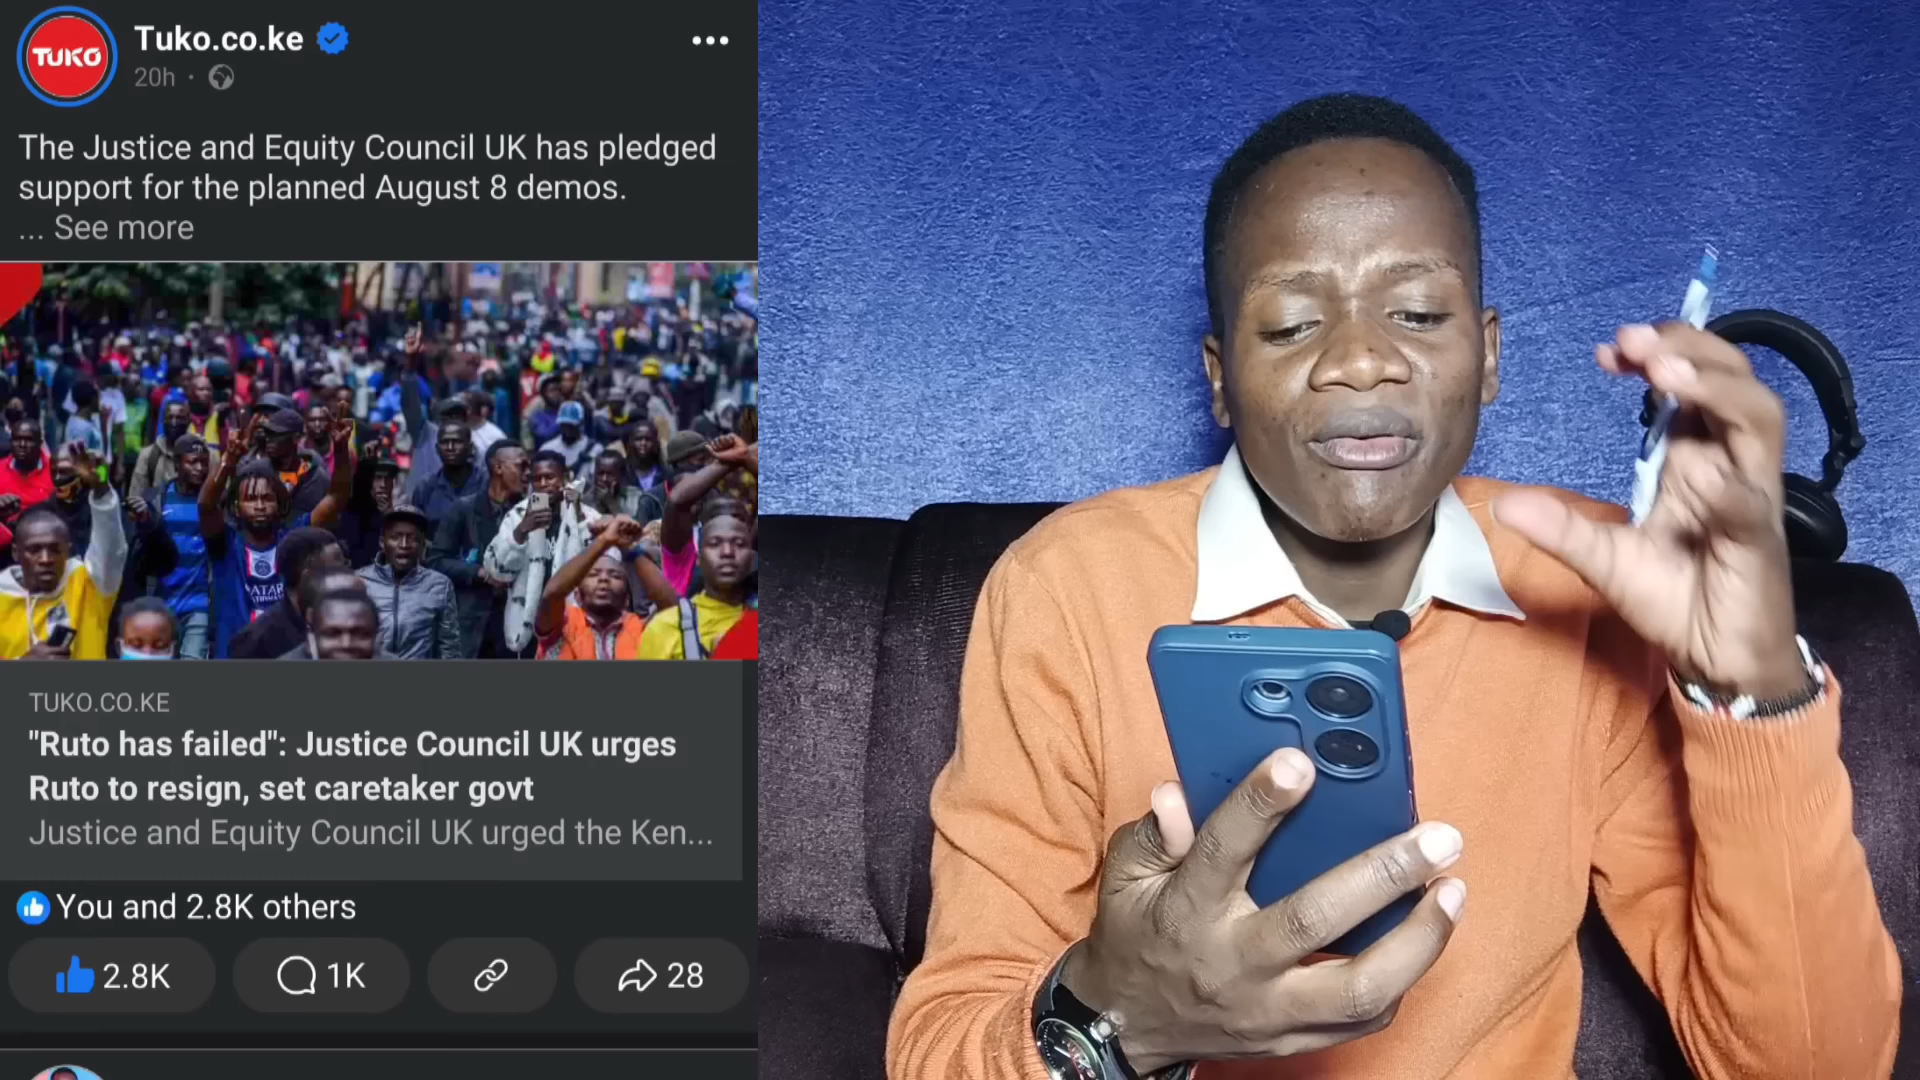 TUKO
Tuko.co.ke
20h
The Justice and Equity Council UK has pledged
support for the planned August 8 demos.
... See more
QATAR
TUKO.CO.KE
"Ruto has failed": Justice Council UK urges
Ruto to resign, set caretaker govt
Justice and Equity Council UK urged the Ken...
You and 2.8K others
2.8K
1K
28